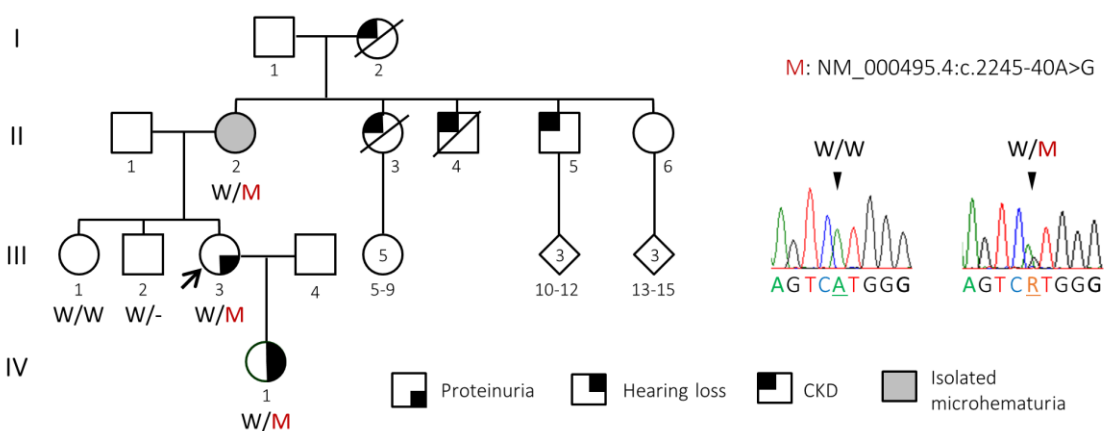 I
1
2
M: NM_000495.4:c.2245-40A>G
II
1
2
3
4
5
6
W/M
W/W
W/M
III
1
2
3
4
5
3
3
5-9
10-12
13-15
W/W
W/-
W/M
AGTCATGGG
AGTCRTGGG
IV
1
W/M
Proteinuria
Hearing loss
CKD
Isolated
microhematuria